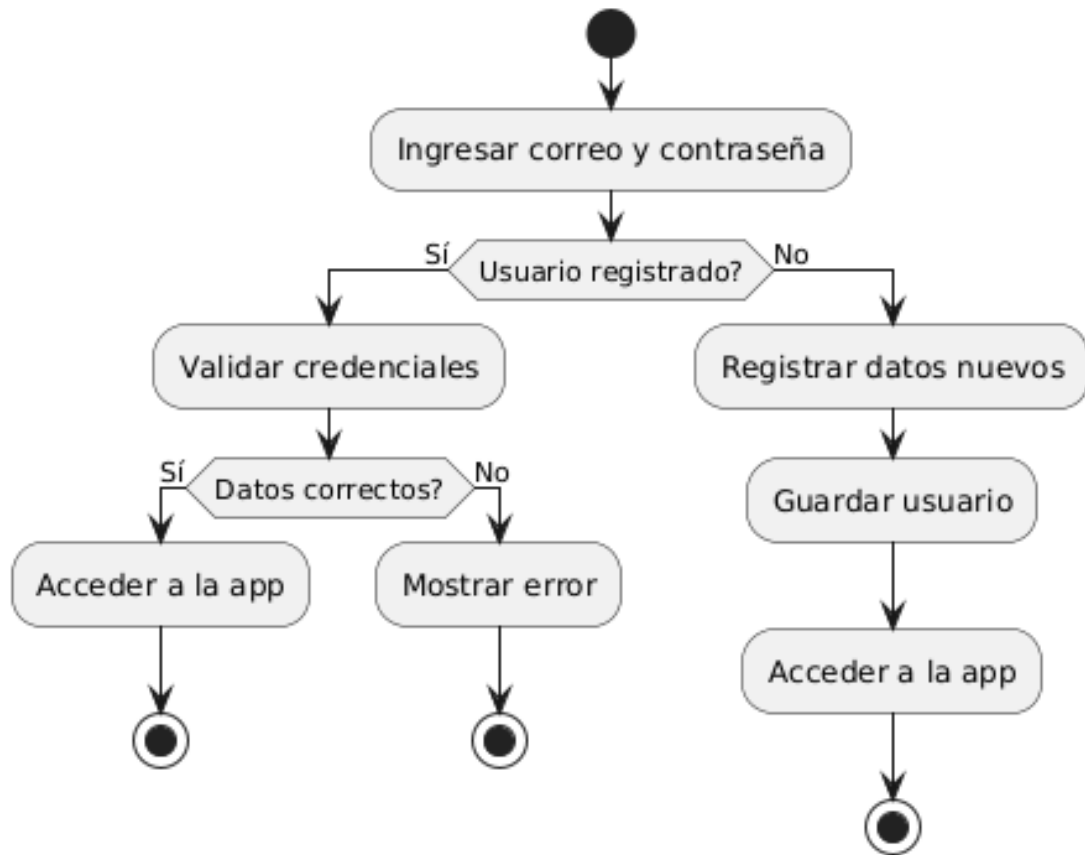 Ingresar correo y contraseña
Sí
Usuario registrado?
No
Validar credenciales
Registrar datos nuevos
Sí
Datos correctos?
No
Guardar usuario
Acceder a la app
Mostrar error
Acceder a la app